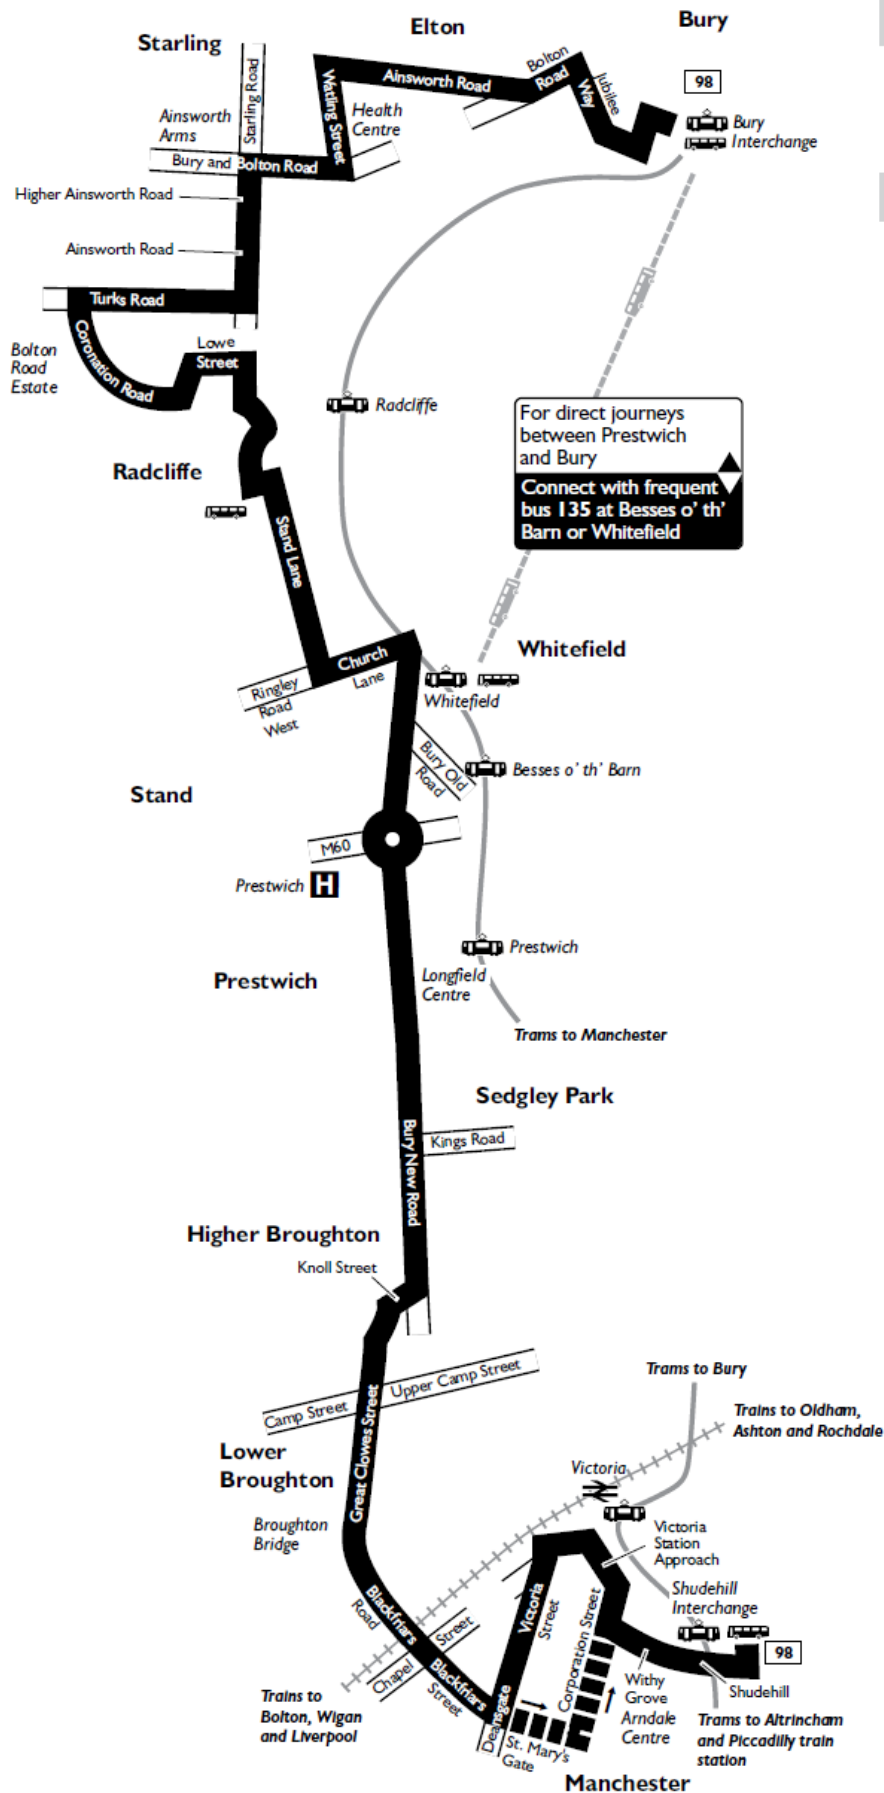 Bury
Elton
Starling
98
Bolton
Road
Jubilee
Way
Ainsworth Road
Watling Street
Starling Road
Health
Centre
Ainsworth
Arms
Bury
Interchange
Bury and Bolton Road
Higher Ainsworth Road
Ainsworth Road
Turks Road
Coronation Road
Lowe
Street
Bolton
Road
Estate
Radcliffe
For direct journeys
between Prestwich
and Bury
Connect with frequent
bus 135 at Besses o' th'
Barn or Whitefield
Radcliffe
Stand Lane
Whitefield
Church
Lane
Ringley
Road
West
Whitefield
Bury Old
Road
Besses o' th' Barn
Stand
M60
Prestwich H
Prestwich
Prestwich
Longfield
Centre
Trams to Manchester
Sedgley Park
Kings Road
Bury New Road
Higher Broughton
Knoll Street
Camp Street
Upper Camp Street
Trams to Bury
Trains to Oldham,
Ashton and Rochdale
Lower
Broughton
Great Clowes Street
Victoria
Broughton
Bridge
Victoria
Station
Approach
Shudehill
Interchange
Blackfriars
Road
Chapel Street
Blackfriars
Street
Victoria
Street
Corporation Street
98
Withy
Grove
Arndale
Centre
Shudehill
Trains to
Bolton, Wigan
and Liverpool
Deansgate
St. Mary's
Gate
Trams to Altrincham
and Piccadilly train
station
Manchester